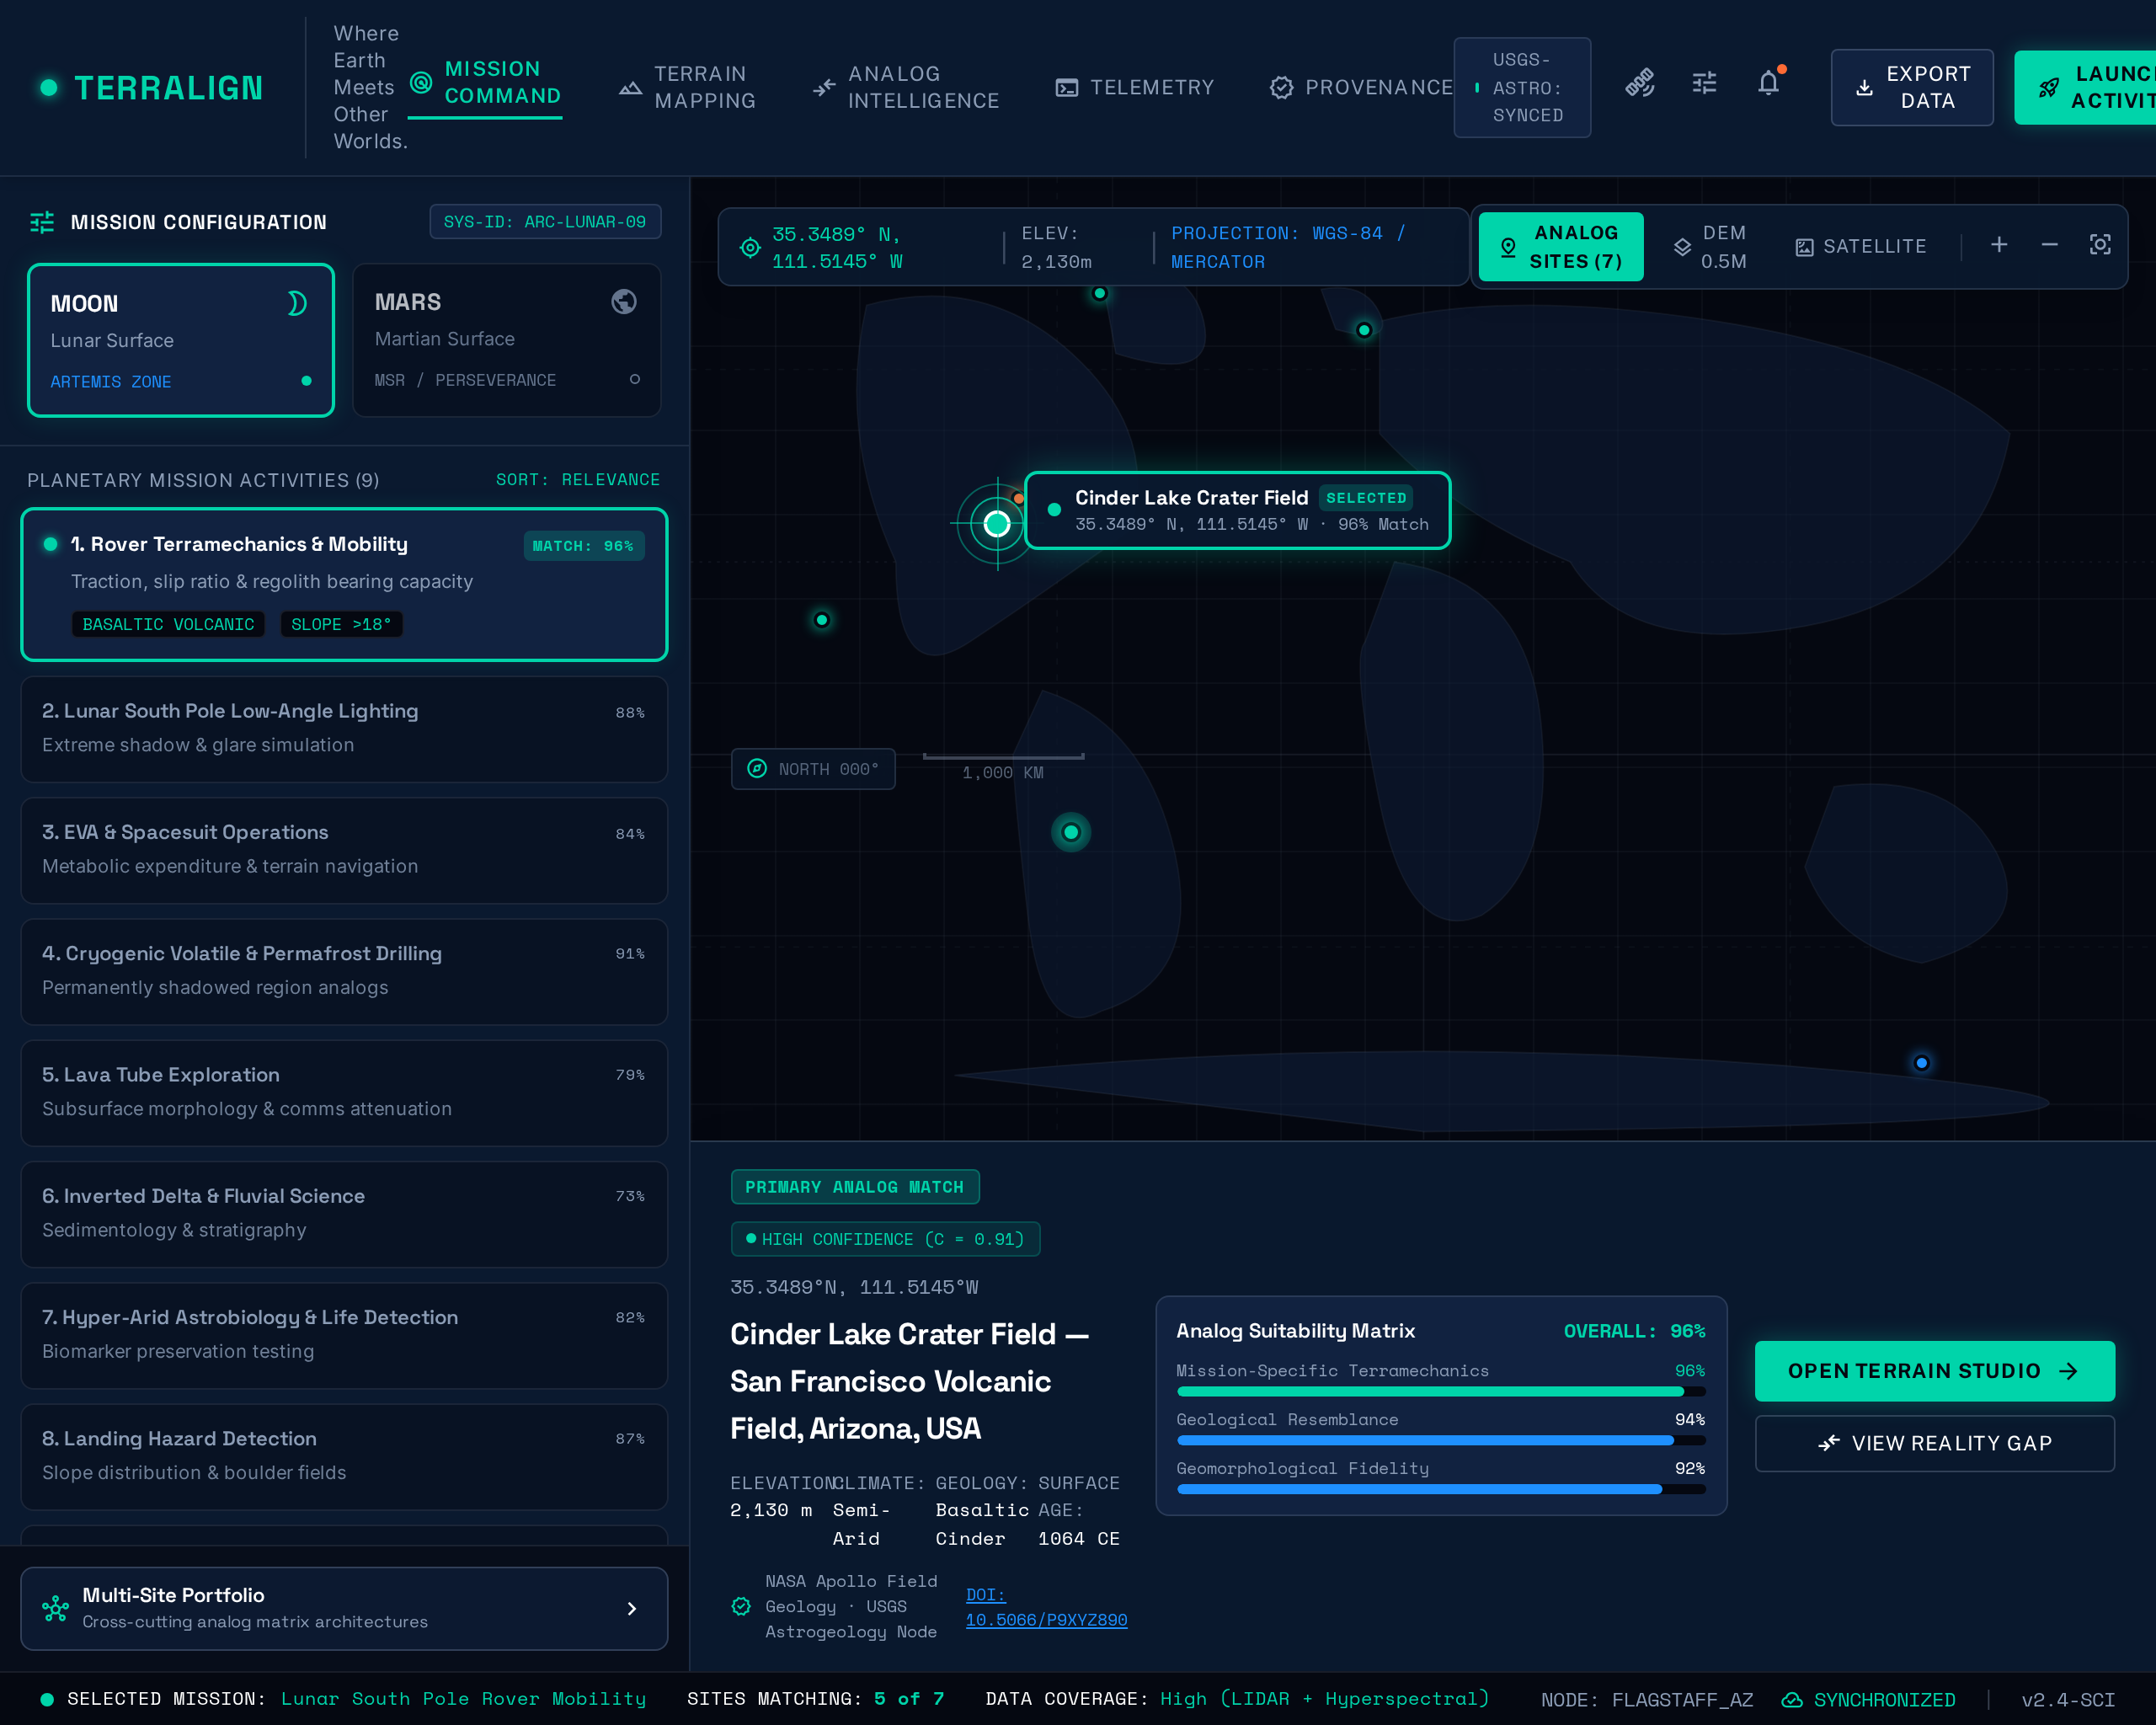 TERRALIGN
Where
Earth
Meets
Other
Worlds.
MISSION
COMMAND
TERRAIN
MAPPING
ANALOG
INTELLIGENCE
TELEMETRY
PROVENANCE
USGS-
ASTRO:
SYNCED
EXPORT
DATA
LAUNC
ACTIVIT
MISSION CONFIGURATION
SYS-ID: ARC-LUNAR-09
MOON
Lunar Surface
ARTEMIS ZONE
MARS
Martian Surface
MSR / PERSEVERANCE
PLANETARY MISSION ACTIVITIES (9)
SORT: RELEVANCE
1. Rover Terramechanics & Mobility
MATCH: 96%
Traction, slip ratio & regolith bearing capacity
BASALTIC VOLCANIC
SLOPE >18°
2. Lunar South Pole Low-Angle Lighting
88%
Extreme shadow & glare simulation
3. EVA & Spacesuit Operations
84%
Metabolic expenditure & terrain navigation
4. Cryogenic Volatile & Permafrost Drilling
91%
Permanently shadowed region analogs
5. Lava Tube Exploration
79%
Subsurface morphology & comms attenuation
6. Inverted Delta & Fluvial Science
73%
Sedimentology & stratigraphy
7. Hyper-Arid Astrobiology & Life Detection
82%
Biomarker preservation testing
8. Landing Hazard Detection
87%
Slope distribution & boulder fields
Multi-Site Portfolio
Cross-cutting analog matrix architectures
35.3489° N,
111.5145° W
ELEV:
2,130m
PROJECTION: WGS-84 /
MERCATOR
ANALOG
SITES (7)
DEM
0.5M
SATELLITE
Cinder Lake Crater Field
SELECTED
35.3489° N, 111.5145° W · 96% Match
NORTH 000°
1,000 KM
PRIMARY ANALOG MATCH
HIGH CONFIDENCE (C = 0.91)
35.3489°N, 111.5145°W
Cinder Lake Crater Field —
San Francisco Volcanic
Field, Arizona, USA
ELEVATION:
2,130 m
CLIMATE:
Semi-
Arid
GEOLOGY:
Basaltic
Cinder
SURFACE
AGE:
1064 CE
NASA Apollo Field
Geology · USGS
Astrogeology Node
DOI:
10.5066/P9XYZ890
Analog Suitability Matrix
OVERALL: 96%
Mission-Specific Terramechanics
96%
Geological Resemblance
94%
Geomorphological Fidelity
92%
OPEN TERRAIN STUDIO
VIEW REALITY GAP
SELECTED MISSION: Lunar South Pole Rover Mobility
SITES MATCHING: 5 of 7
DATA COVERAGE: High (LIDAR + Hyperspectral)
NODE: FLAGSTAFF_AZ
SYNCHRONIZED
v2.4-SCI